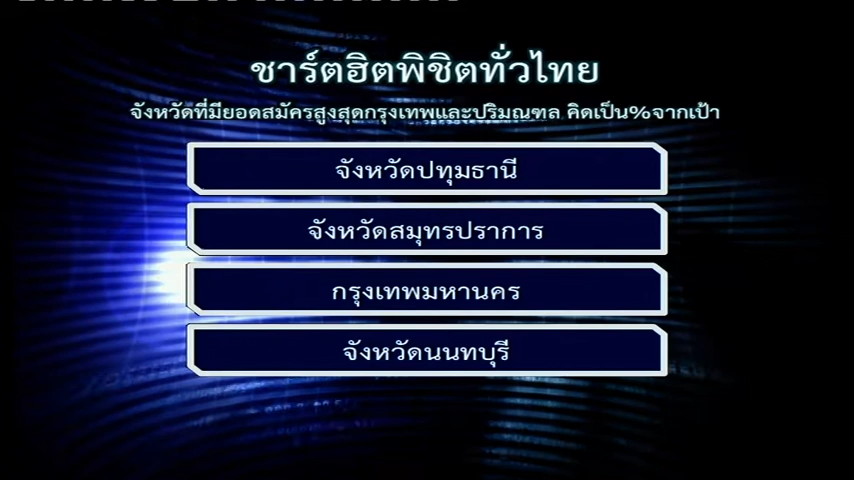 ชาร์ตฮิตพิชิตทั่วไทย
จังหวัดที่มียอดสมัครสูงสุดกรุงเทพและปริมณฑล คิดเป็น%จากเป้า
จังหวัดปทุมธานี
จังหวัดสมุทรปราการ
กรุงเทพมหานคร
จังหวัดนนทบุรี